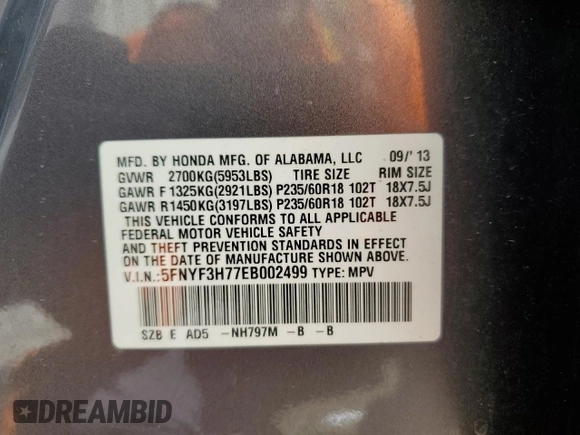 MFD. BY HONDA MFG. OF ALABAMA, LLC 09/' 13
GVWR 2700KG(5953LBS) TIRE SIZE RIM SIZE
GAWR F 1325KG(2921LBS) P235/60R18 102T 18X7.5J
GAWR R1450KG(3197LBS) P235/60R18 102T 18X7.5J
THIS VEHICLE CONFORMS TO ALL APPLICABLE
FEDERAL MOTOR VEHICLE SAFETY
AND THEFT PREVENTION STANDARDS IN EFFECT
ON THE DATE OF MANUFACTURE SHOWN ABOVE.
V.I.N.:5FNYF3H77EB002499 TYPE: MPV
SZB E AD5 -NH797M -B -B
DREAMBID